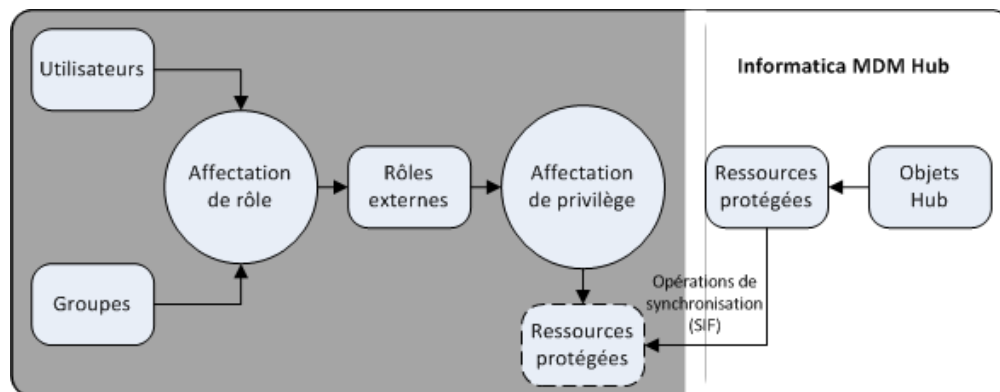 Utilisateurs
Informatica MDM Hub
Affectation
de rôle
Rôles
externes
Affectation
de privilège
Ressources
protégées
Objets
Hub
Groupes
Opérations de
synchronisation
(SIF)
Ressources
protégées